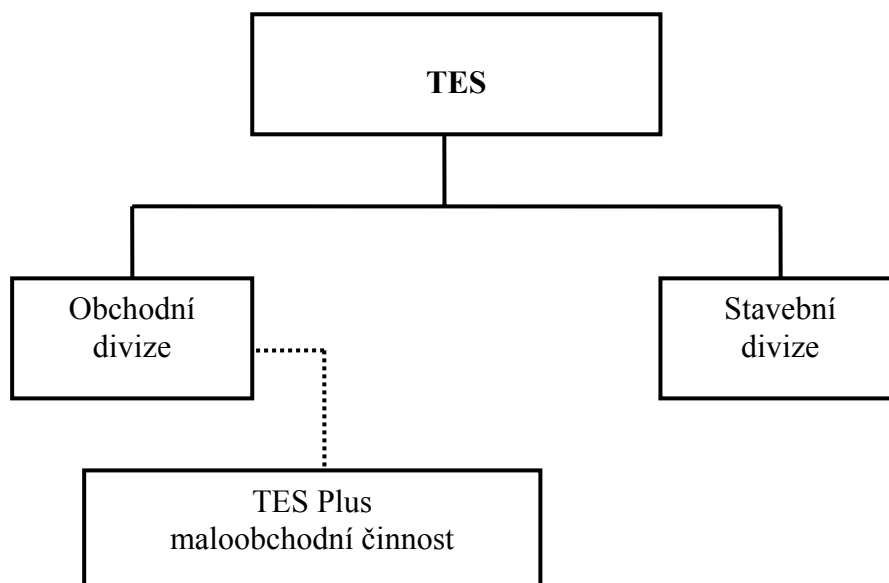 TES
Obchodní
divize
Stavební
divize
TES Plus
maloobchodní činnost